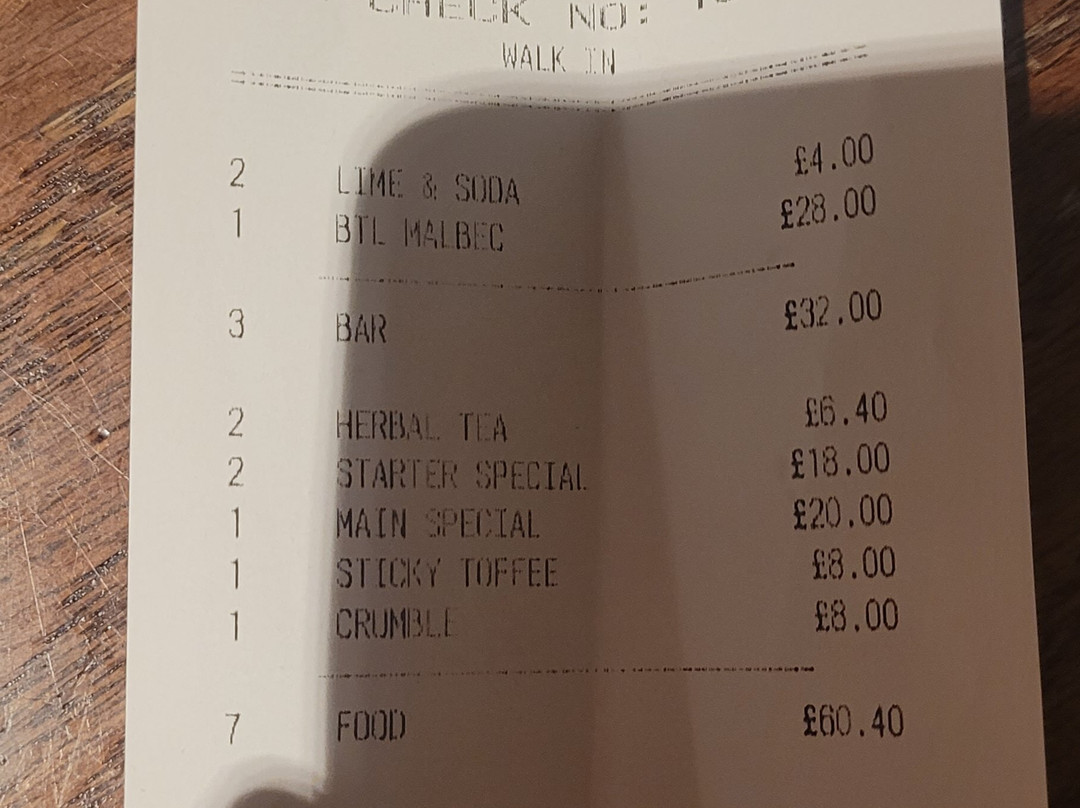 CHECK NO:
WALK IN
2 LIME & SODA £4.00
1 BTL MALBEC £28.00
3 BAR £32.00
2 HERBAL TEA £6.40
2 STARTER SPECIAL £18.00
1 MAIN SPECIAL £20.00
1 STICKY TOFFEE £8.00
1 CRUMBLE £8.00
7 FOOD £60.40